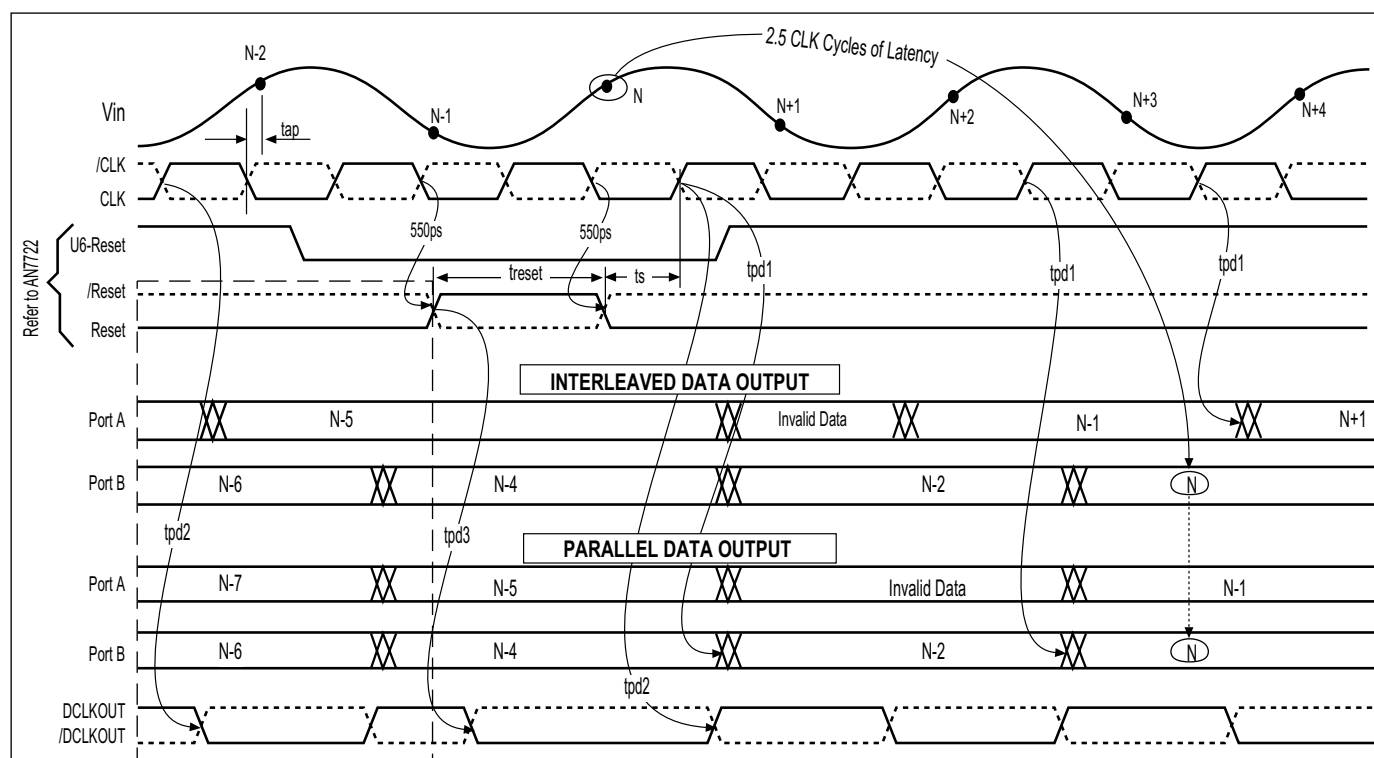 2.5 CLK Cycles of Latency
N-2
N
Vin
N-1
N+1
N+2
N+3
N+4
tap
/CLK
CLK
Refer to AN7722
U6-Reset
550ps
550ps
treset
ts
tpd1
tpd1
tpd1
/Reset
Reset
INTERLEAVED DATA OUTPUT
Port A
N-5
Invalid Data
N-1
N+1
Port B
N-6
N-4
N-2
N
tpd2
tpd3
PARALLEL DATA OUTPUT
Port A
N-7
N-5
Invalid Data
N-1
Port B
N-6
N-4
N-2
N
tpd2
DCLKOUT
/DCLKOUT